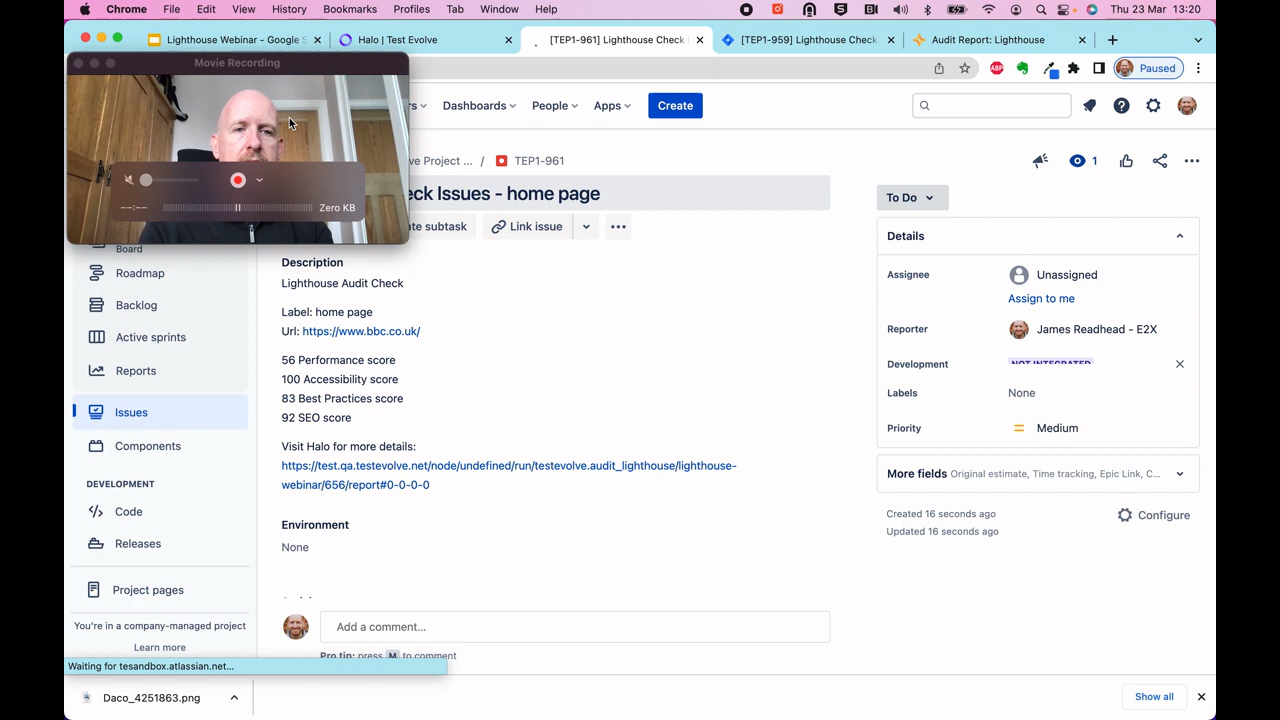 Chrome File Edit View History Bookmarks Profiles Tab Window Help Thu 23 Mar 13:20
Lighthouse Webinar - Google S
Halo | Test Evolve
[TEP1-961] Lighthouse Check
[TEP1-959] Lighthouse Check
Audit Report: Lighthouse
Movie Recording
ABP
Paused
Dashboards People Apps Create
TEP1-961
1
ve Project ...
/
eck Issues - home page
To Do
--:--
Zero KB
te subtask
Link issue
Details
Board
Roadmap
Backlog
Active sprints
Reports
Issues
Components
DEVELOPMENT
Code
Releases
Project pages
You're in a company-managed project
Learn more
Description
Lighthouse Audit Check
Label: home page
Url: https://www.bbc.co.uk/
56 Performance score
100 Accessibility score
83 Best Practices score
92 SEO score
Visit Halo for more details:
https://test.qa.testevolve.net/node/undefined/run/testevolve.audit_lighthouse/lighthouse-
webinar/656/report#0-0-0-0
Environment
None
Add a comment...
Pro tip: press M to comment
Assignee
Unassigned
Assign to me
Reporter
James Readhead - E2X
Development
NOT INTEGRATED
Labels
None
Priority
Medium
More fields Original estimate, Time tracking, Epic Link, C...
Created 16 seconds ago
Configure
Updated 16 seconds ago
Waiting for tesandbox.atlassian.net...
Daco_4251863.png
Show all